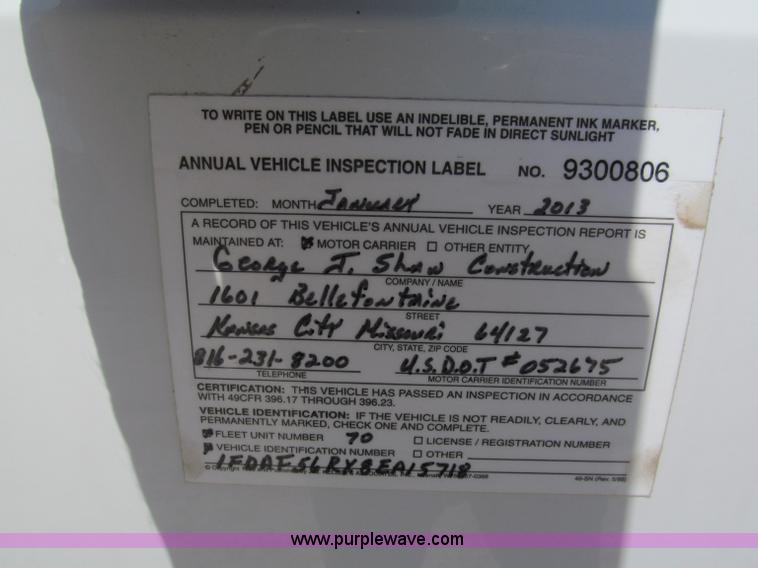 TO WRITE ON THIS LABEL USE AN INDELIBLE, PERMANENT INK MARKER,
PEN OR PENCIL THAT WILL NOT FADE IN DIRECT SUNLIGHT
ANNUAL VEHICLE INSPECTION LABEL NO. 9300806
COMPLETED: MONTH January YEAR 2013
A RECORD OF THIS VEHICLE'S ANNUAL VEHICLE INSPECTION REPORT IS
MAINTAINED AT: MOTOR CARRIER OTHER ENTITY
George J. Shaw Construction
COMPANY / NAME
1601 Bellefontaine
STREET
Kansas City Missouri 64127
CITY, STATE, ZIP CODE
816-231-8200 U.S.D.O.T # 052675
TELEPHONE MOTOR CARRIER IDENTIFICATION NUMBER
CERTIFICATION: THIS VEHICLE HAS PASSED AN INSPECTION IN ACCORDANCE
WITH 49CFR 396.17 THROUGH 396.23.
VEHICLE IDENTIFICATION: IF THE VEHICLE IS NOT READILY, CLEARLY, AND
PERMANENTLY MARKED, CHECK ONE AND COMPLETE.
FLEET UNIT NUMBER 70 LICENSE / REGISTRATION NUMBER
VEHICLE IDENTIFICATION NUMBER OTHER
1FDAF56RX8EA15718
© Copyright
48-SN (Rev. 5/98)
www.purplewave.com